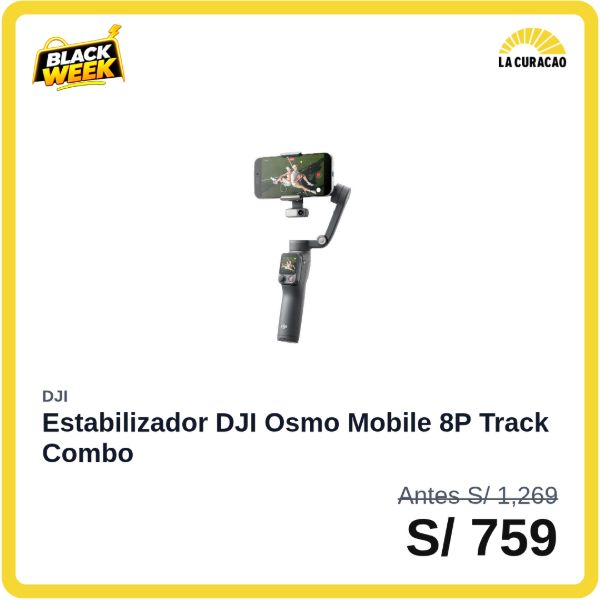 BLACK
WEEK
LA CURACAO
DJI
Estabilizador DJI Osmo Mobile 8P Track
Combo
Antes S/ 1,269
S/ 759